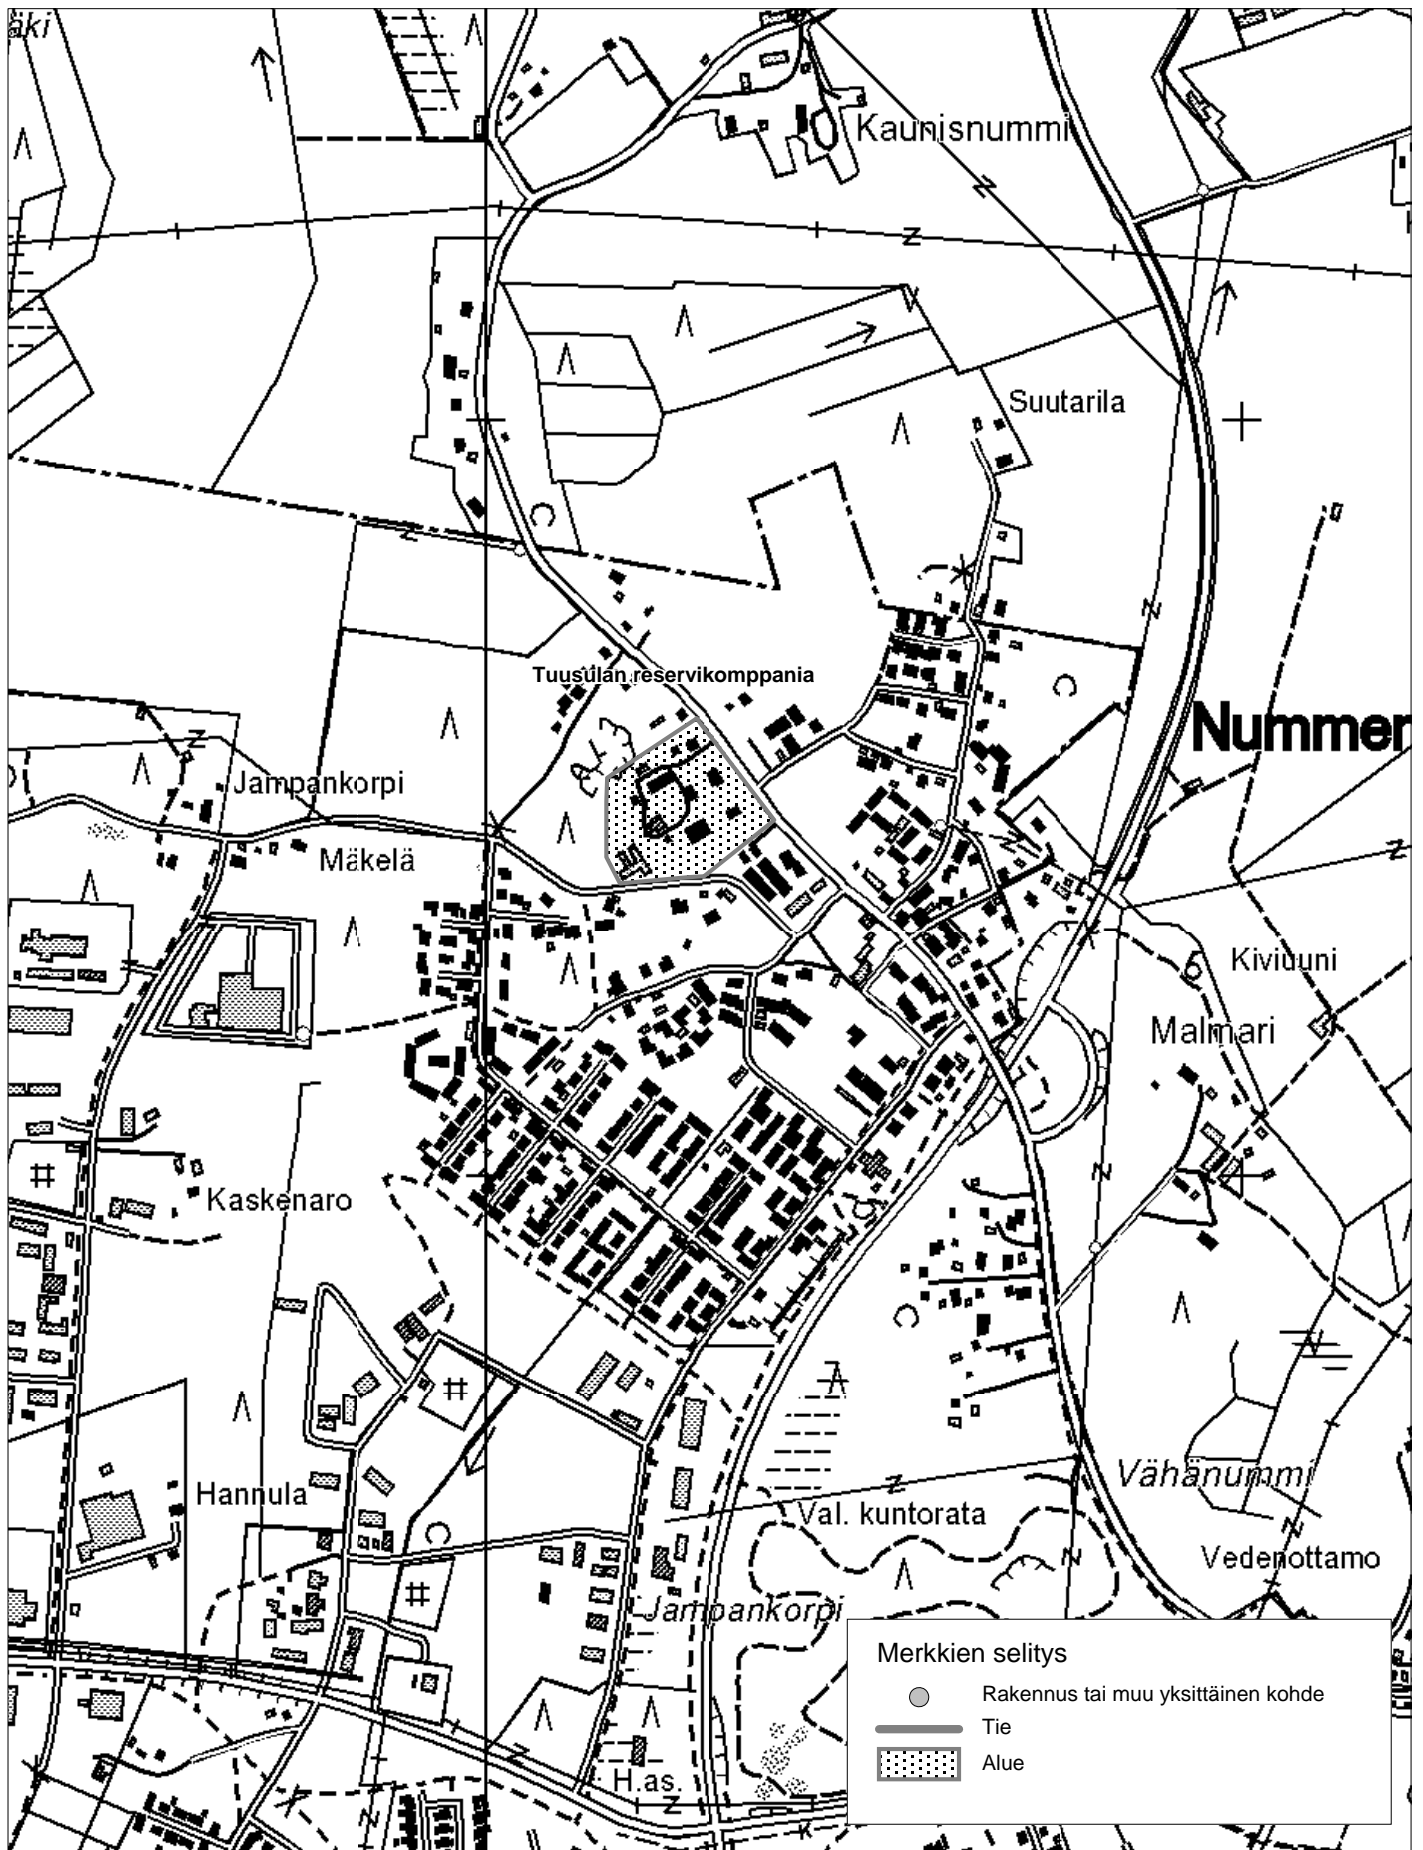 äki
Kaunisnummi
Suutarila
Tuusulan reservikomppania
Nummer
Jampankorpi
Mäkelä
Kiviuuni
Malmari
Kaskenaro
Vähänummi
Hannula
Val. kuntorata
Vedenottamo
Jampankorpi
H.as.
Merkkien selitys
Rakennus tai muu yksittäinen kohde
Tie
Alue